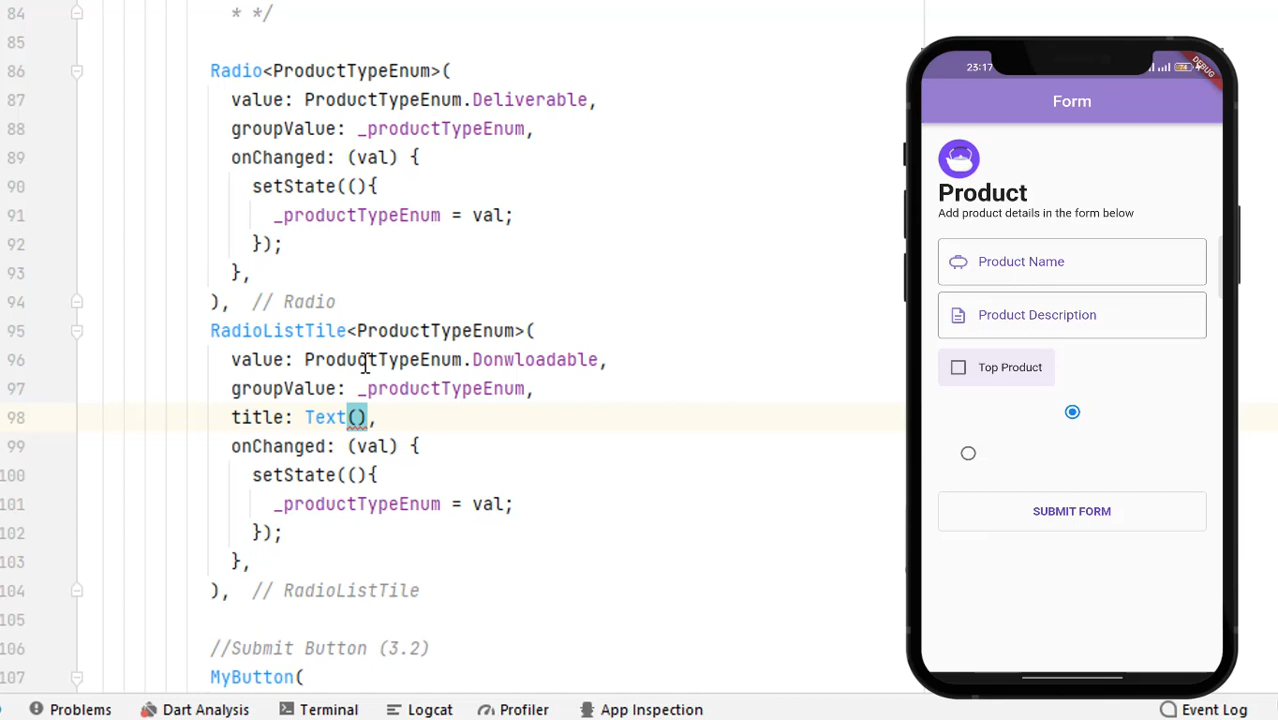 84 * */
85
86 Radio<ProductTypeEnum>(
87 value: ProductTypeEnum.Deliverable,
88 groupValue: _productTypeEnum,
89 onChanged: (val) {
90 setState((){
91 _productTypeEnum = val;
92 });
93 },
94 ), // Radio
95 RadioListTile<ProductTypeEnum>(
96 value: ProductTypeEnum.Donwloadable,
97 groupValue: _productTypeEnum,
98 title: Text(),
99 onChanged: (val) {
100 setState((){
101 _productTypeEnum = val;
102 });
103 },
104 ), // RadioListTile
105
106 //Submit Button (3.2)
107 MyButton(
Problems Dart Analysis Terminal Logcat Profiler App Inspection Event Log
23:17
DEBUG
Form
Product
Add product details in the form below
Product Name
Product Description
Top Product
SUBMIT FORM